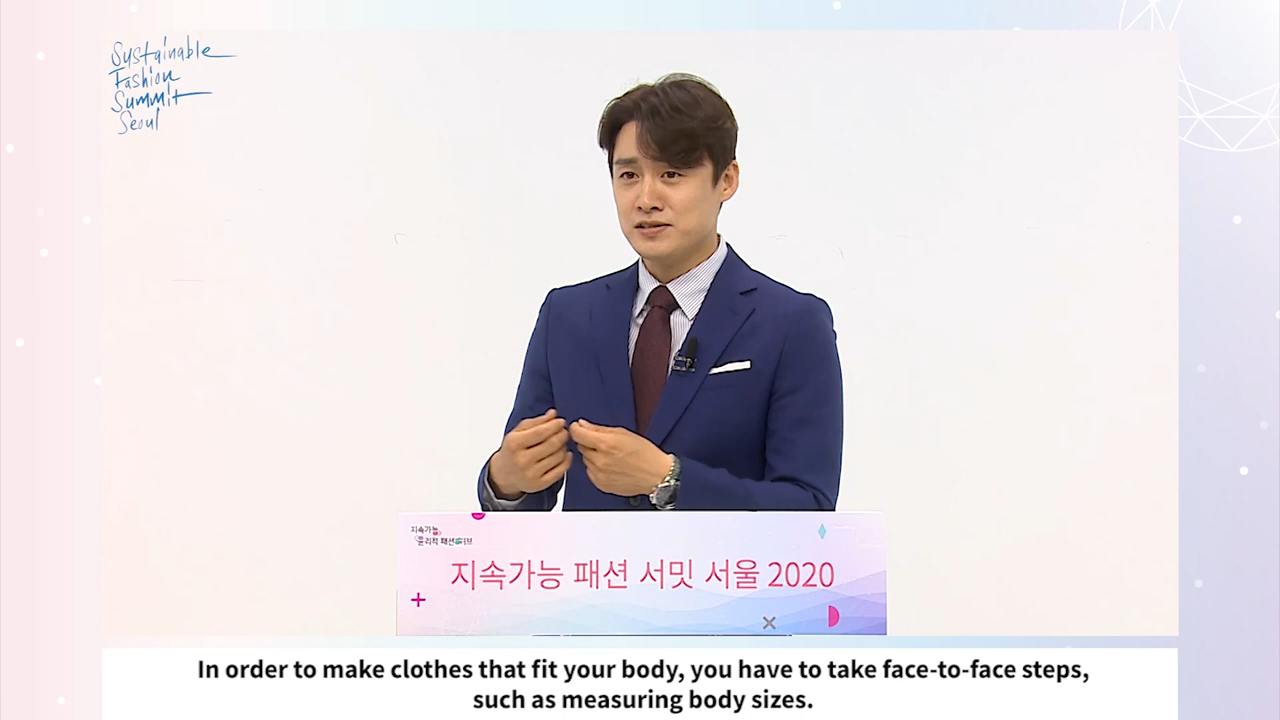 Sustainable
Fashion
Summit
Seoul
지속가능
윤리적 패션
지속가능 패션 서밋 서울 2020
In order to make clothes that fit your body, you have to take face-to-face steps,
such as measuring body sizes.